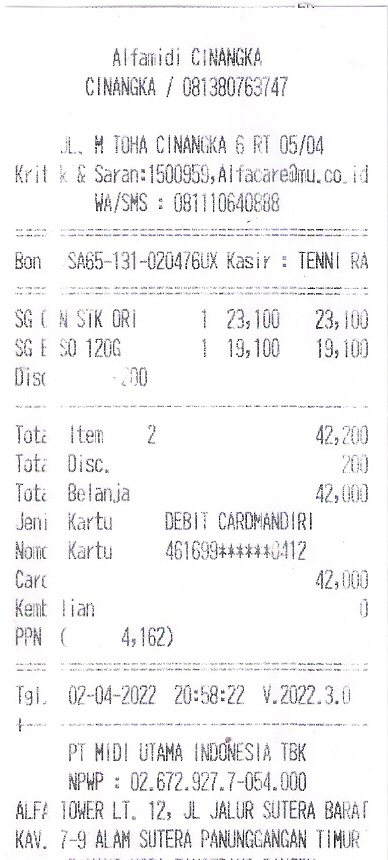 Alfamidi CINANGKA
CINANGKA / 081380763747
JL. M TOHA CINANGKA 6 RT 05/04
Krit k & Saran:1500959,Alfacare@mu.co.id
WA/SMS : 081110640888
Bon SA65-131-020476UX Kasir : TENNI RA
SG N STK ORI 1 23,100 23,100
SG SO 120G 1 19,100 19,100
Disc -200
Tota Item 2 42,200
Tota Disc. 200
Tota Belanja 42,000
Jeni Kartu DEBIT CARDMANDIRI
Nomo Kartu 461699******0412
Card 42,000
Kemb lian 0
PPN ( 4,162)
Tgl. 02-04-2022 20:58:22 V.2022.3.0
PT MIDI UTAMA INDONESIA TBK
NPWP : 02.672.927.7-054.000
ALFA TOWER LT. 12, JL JALUR SUTERA BARAT
KAV. 7-9 ALAM SUTERA PANUNGGANGAN TIMUR